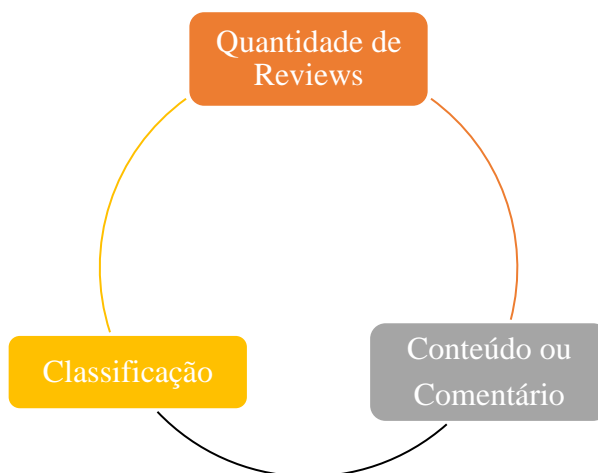 Quantidade de
Reviews
Classificação
Conteúdo ou
Comentário